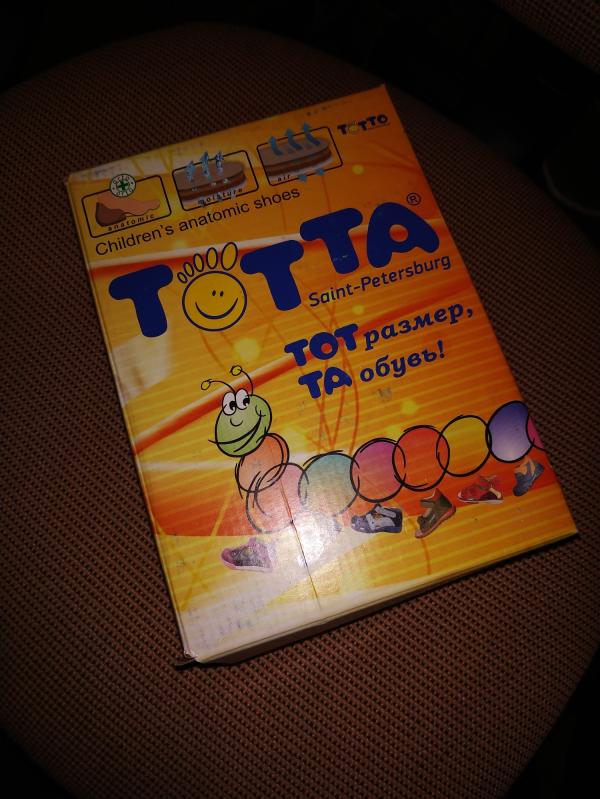 TOTTO
anatomic
moisture
air
Children's anatomic shoes
TOTTA®
Saint-Petersburg
ТОТ размер,
ТА обувь!